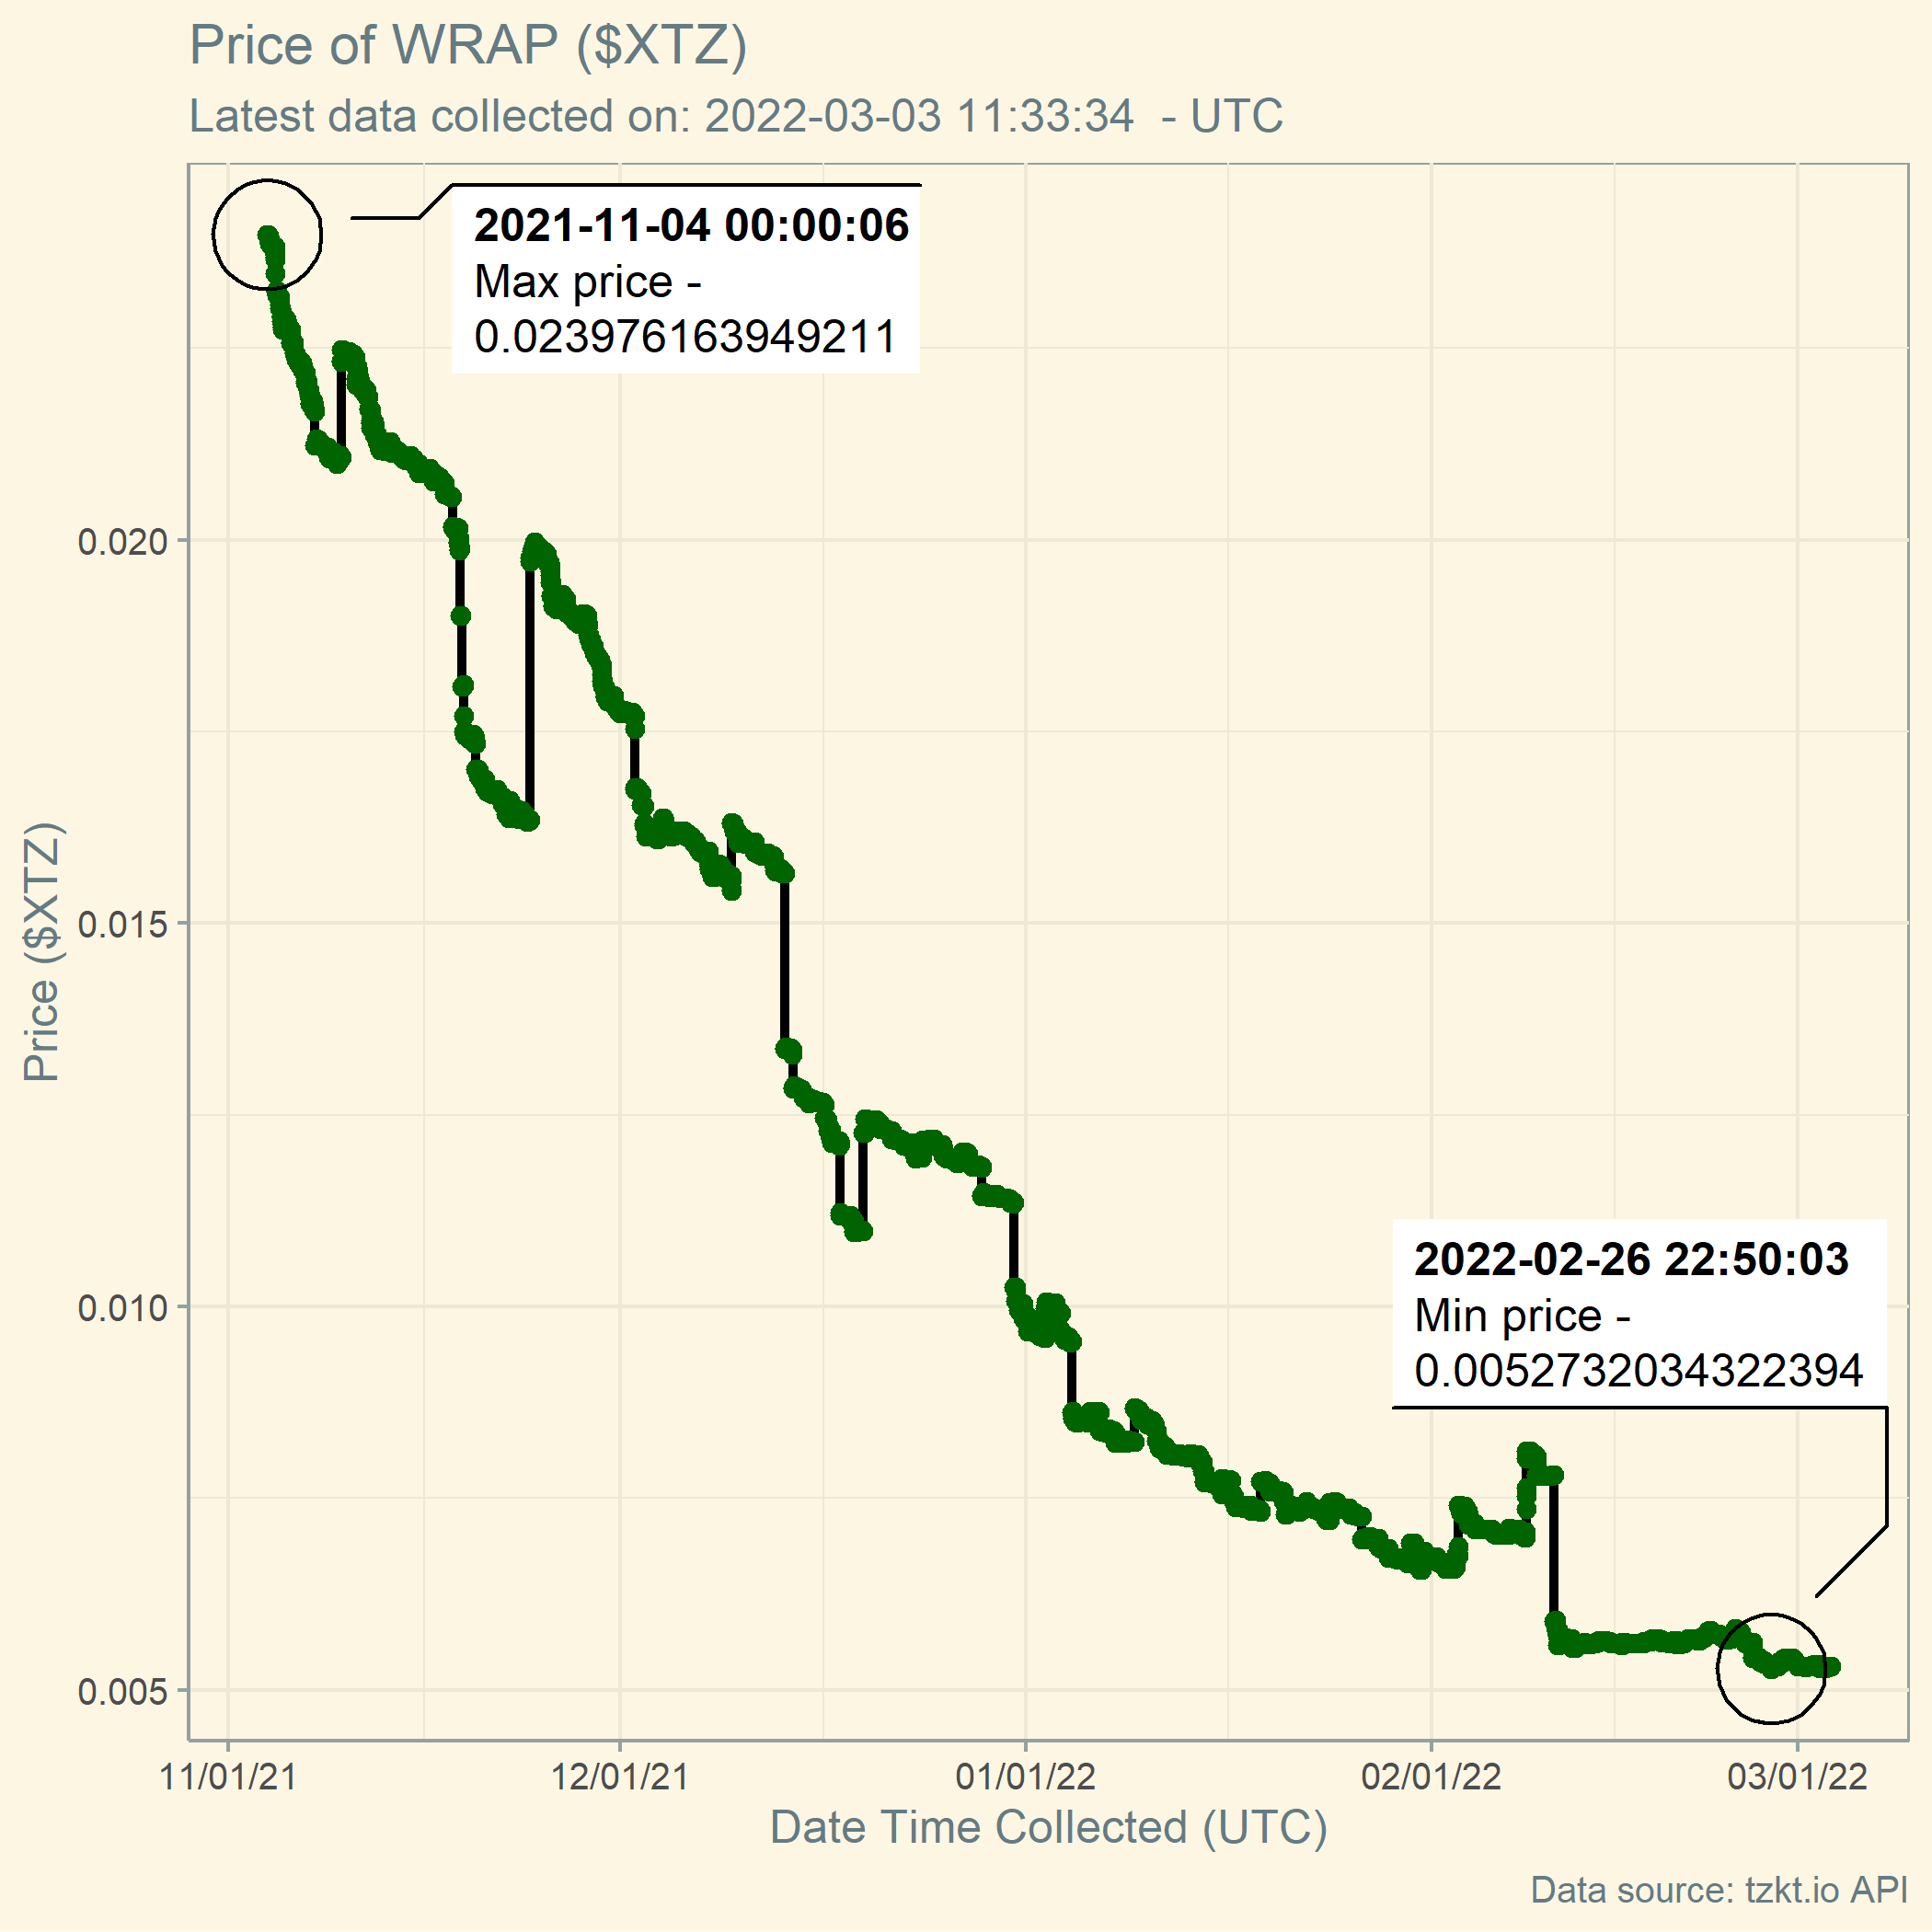 Price of WRAP ($XTZ)
Latest data collected on: 2022-03-03 11:33:34  - UTC
2021-11-04 00:00:06
Max price -
0.023976163949211
0.020
0.015
0.010
0.005
Price ($XTZ)
2022-02-26 22:50:03
Min price -
0.00527320343223​94
11/01/21
12/01/21
01/01/22
02/01/22
03/01/22
Date Time Collected (UTC)
Data source: tzkt.io API